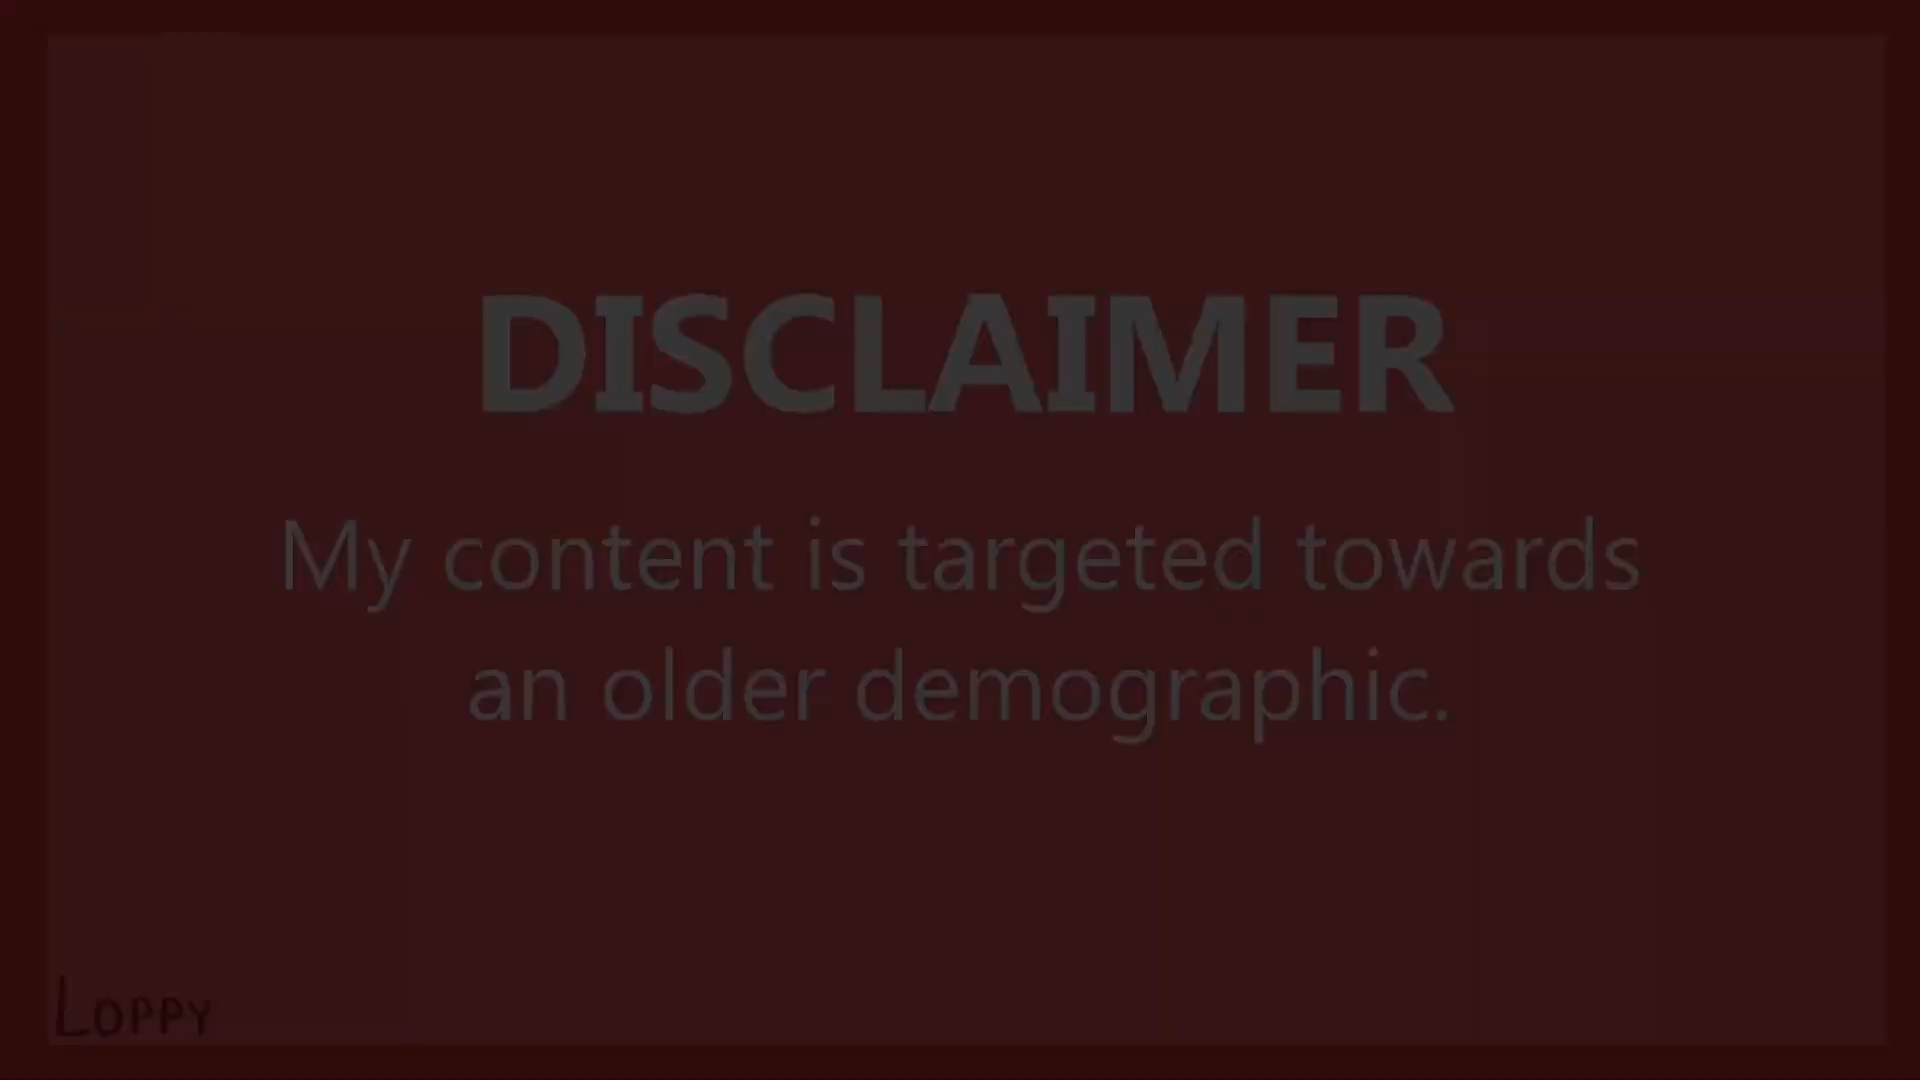 DISCLAIMER
My content is targeted towards
an older demographic.
LOPPY